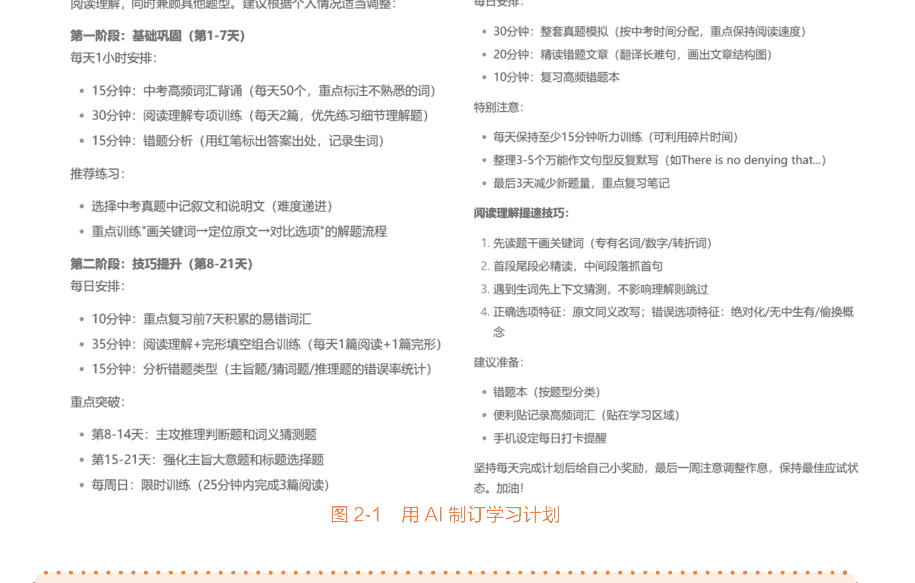 阅读理解，同时兼顾其他题型。建议根据个人情况适当调整：
第一阶段：基础巩固（第1-7天）
每天1小时安排：
• 15分钟：中考高频词汇背诵（每天50个，重点标注不熟悉的词）
• 30分钟：阅读理解专项训练（每天2篇，优先练习细节理解题）
• 15分钟：错题分析（用红笔标出答案出处，记录生词）
推荐练习：
• 选择中考真题中记叙文和说明文（难度递进）
• 重点训练"画关键词→定位原文→对比选项"的解题流程
第二阶段：技巧提升（第8-21天）
每日安排：
• 10分钟：重点复习前7天积累的易错词汇
• 35分钟：阅读理解+完形填空组合训练（每天1篇阅读+1篇完形）
• 15分钟：分析错题类型（主旨题/猜词题/推理题的错误率统计）
重点突破：
• 第8-14天：主攻推理判断题和词义猜测题
• 第15-21天：强化主旨大意题和标题选择题
• 每周日：限时训练（25分钟内完成3篇阅读）
每日安排：
• 30分钟：整套真题模拟（按中考时间分配，重点保持阅读速度）
• 20分钟：精读错题文章（翻译长难句，画出文章结构图）
• 10分钟：复习高频错题本
特别注意：
• 每天保持至少15分钟听力训练（可利用碎片时间）
• 整理3-5个万能作文句型反复默写（如There is no denying that...）
• 最后3天减少新题量，重点复习笔记
阅读理解提速技巧：
1. 先读题干画关键词（专有名词/数字/转折词）
2. 首段尾段必精读，中间段落抓首句
3. 遇到生词先上下文猜测，不影响理解则跳过
4. 正确选项特征：原文同义改写；错误选项特征：绝对化/无中生有/偷换概
念
建议准备：
• 错题本（按题型分类）
• 便利贴记录高频词汇（贴在学习区域）
• 手机设定每日打卡提醒
坚持每天完成计划后给自己小奖励，最后一周注意调整作息，保持最佳应试状
态。加油！
图 2-1 用 AI 制订学习计划